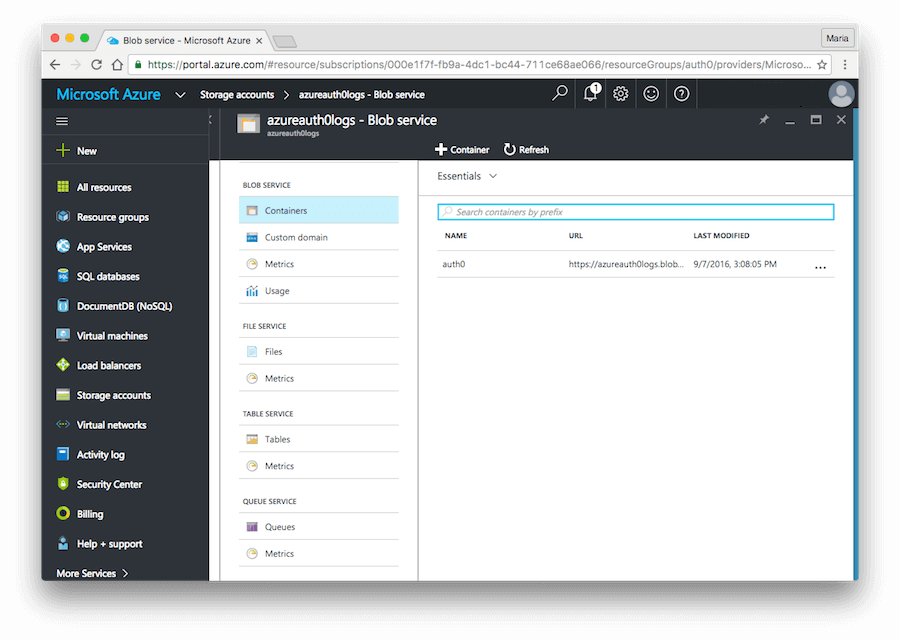 Blob service - Microsoft Azure
Maria
https://portal.azure.com/#resource/subscriptions/000e1f7f-fb9a-4dc1-bc44-711ce68ae066/resourceGroups/auth0/providers/Microso...
Microsoft Azure
Storage accounts
azureauth0logs - Blob service
1
azureauth0logs - Blob service
azureauth0logs
New
Container
Refresh
Essentials
All resources
Resource groups
App Services
SQL databases
DocumentDB (NoSQL)
Virtual machines
Load balancers
Storage accounts
Virtual networks
Activity log
Security Center
Billing
Help + support
More Services
BLOB SERVICE
Containers
Custom domain
Metrics
Usage
FILE SERVICE
Files
Metrics
TABLE SERVICE
Tables
Metrics
QUEUE SERVICE
Queues
Metrics
Search containers by prefix
NAME URL LAST MODIFIED
auth0 https://azureauth0logs.blob... 9/7/2016, 3:08:05 PM ...